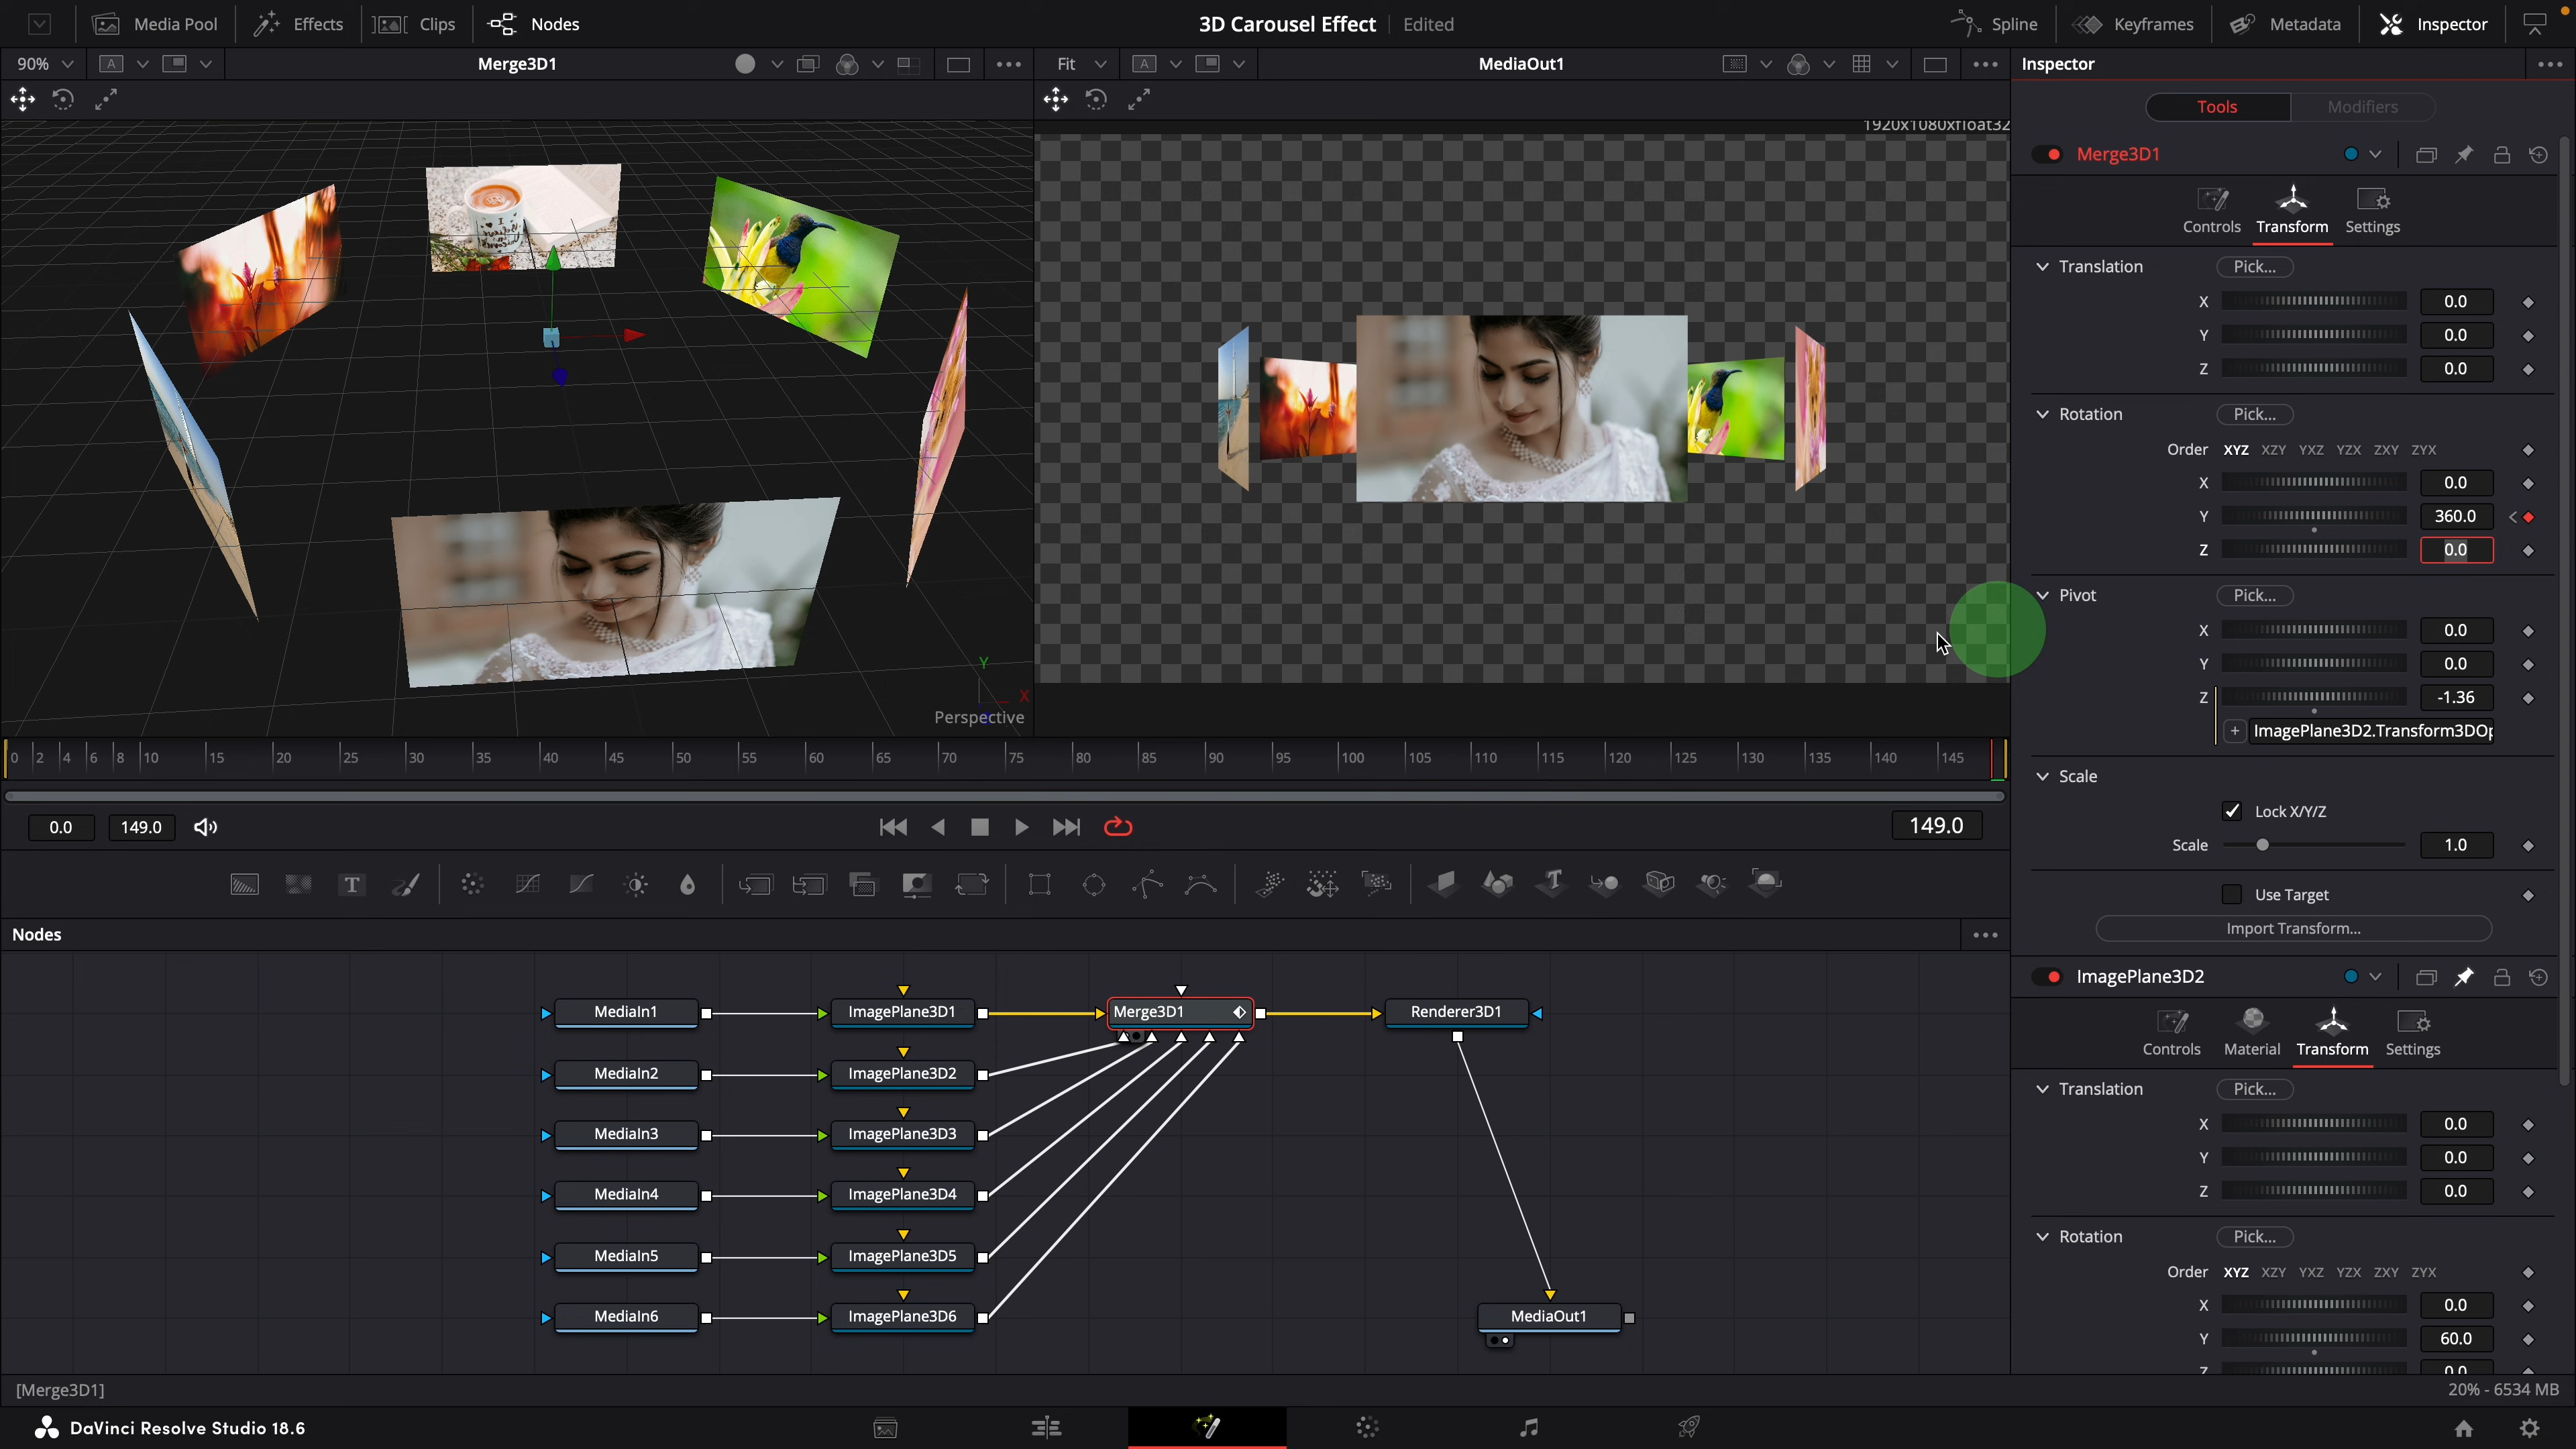 Media Pool
Effects
Clips
Nodes
3D Carousel Effect
Edited
Spline
Keyframes
Metadata
Inspector
90%
A
Merge3D1
Fit
A
MediaOut1
Inspector
Tools
Modifiers
1920x1080xfloat32
Merge3D1
Controls
Transform
Settings
Translation
Pick...
X
0.0
Y
0.0
Z
0.0
Rotation
Pick...
Order XYZ XZY YXZ YZX ZXY ZYX
X
0.0
Y
360.0
Z
0.0
Pivot
Pick...
X
0.0
Y
0.0
Z
-1.36
ImagePlane3D2.Transform3DOp
Scale
Lock X/Y/Z
Scale
1.0
Use Target
Import Transform...
Y
X
Perspective
0 2 4 6 8 10 15 20 25 30 35 40 45 50 55 60 65 70 75 80 85 90 95 100 105 110 115 120 125 130 135 140 145
0.0
149.0
149.0
T
Nodes
MediaIn1
ImagePlane3D1
Merge3D1
Renderer3D1
MediaIn2
ImagePlane3D2
MediaIn3
ImagePlane3D3
MediaIn4
ImagePlane3D4
MediaIn5
ImagePlane3D5
MediaIn6
ImagePlane3D6
MediaOut1
ImagePlane3D2
Controls
Material
Transform
Settings
Translation
Pick...
X
0.0
Y
0.0
Z
0.0
Rotation
Pick...
Order XYZ XZY YXZ YZX ZXY ZYX
X
0.0
Y
60.0
Z
0.0
[Merge3D1]
20% - 6534 MB
DaVinci Resolve Studio 18.6